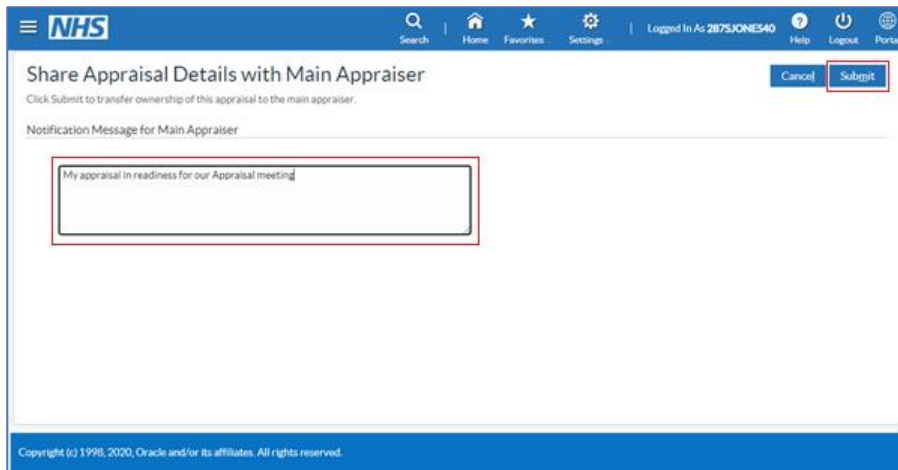 NHS
Search
Home
Favorites
Settings
Logged In As 287SJONES40
Help
Logout
Porta
Share Appraisal Details with Main Appraiser
Cancel
Submit
Click Submit to transfer ownership of this appraisal to the main appraiser.
Notification Message for Main Appraiser
My appraisal in readiness for our Appraisal meeting
Copyright (c) 1998, 2020, Oracle and/or its affiliates. All rights reserved.